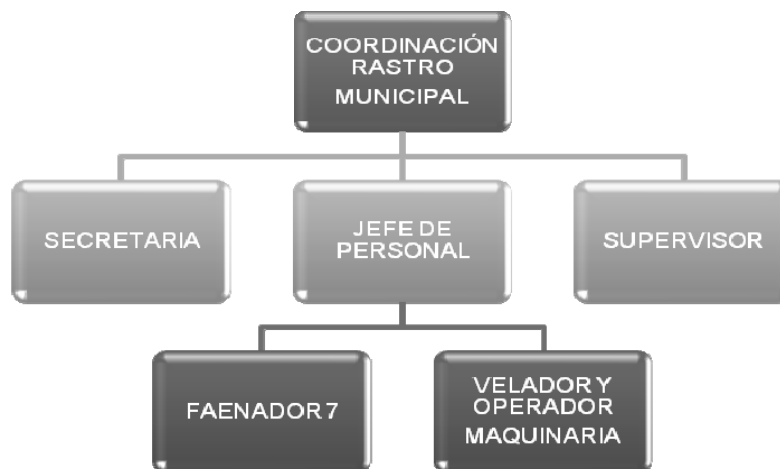 COORDINACIÓN
RASTRO
MUNICIPAL
SECRETARIA
JEFE DE
PERSONAL
SUPERVISOR
FAENADOR 7
VELADOR Y
OPERADOR
MAQUINARIA